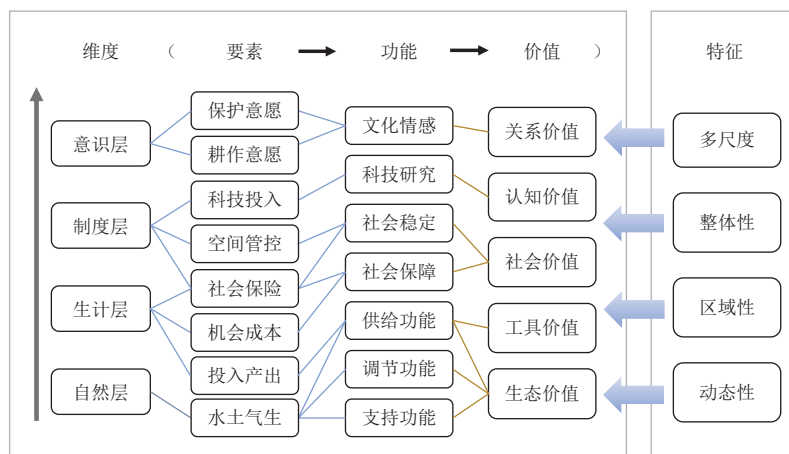 维度 （ 要素 功能 价值 ） 特征
意识层
制度层
生计层
自然层
保护意愿
耕作意愿
科技投入
空间管控
社会保险
机会成本
投入产出
水土气生
文化情感
科技研究
社会稳定
社会保障
供给功能
调节功能
支持功能
关系价值
认知价值
社会价值
工具价值
生态价值
多尺度
整体性
区域性
动态性